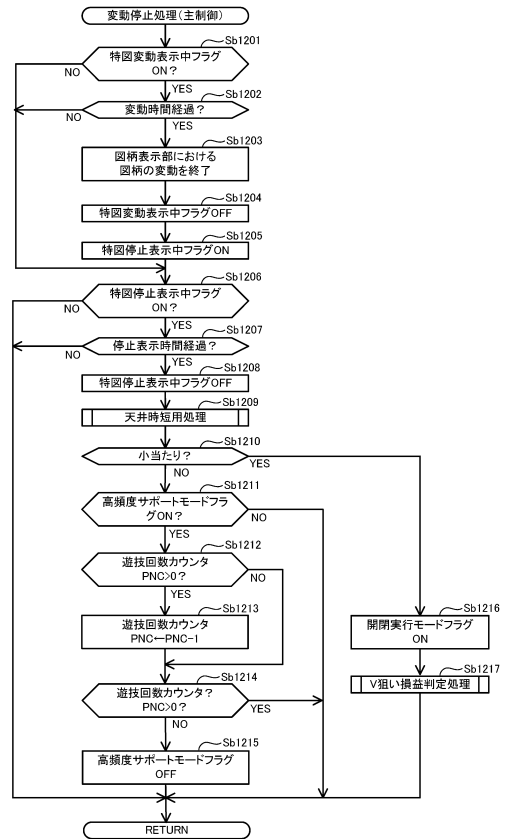 変動停止処理(主制御)
Sb1201
特図変動表示中フラグ
ON?
NO
YES
Sb1202
変動時間経過?
NO
YES
Sb1203
図柄表示部における
図柄の変動を終了
Sb1204
特図変動表示中フラグOFF
Sb1205
特図停止表示中フラグON
Sb1206
特図停止表示中フラグ
ON?
NO
YES
Sb1207
停止表示時間経過?
NO
YES
Sb1208
特図停止表示中フラグOFF
Sb1209
天井時短用処理
Sb1210
小当たり?
YES
NO
Sb1211
高頻度サポートモードフラ
グON?
NO
YES
Sb1212
遊技回数カウンタ
PNC>0?
NO
YES
Sb1213
遊技回数カウンタ
PNC←PNC-1
Sb1216
開閉実行モードフラグ
ON
Sb1217
V狙い損益判定処理
Sb1214
遊技回数カウンタ?
PNC>0?
YES
NO
Sb1215
高頻度サポートモードフラグ
OFF
RETURN